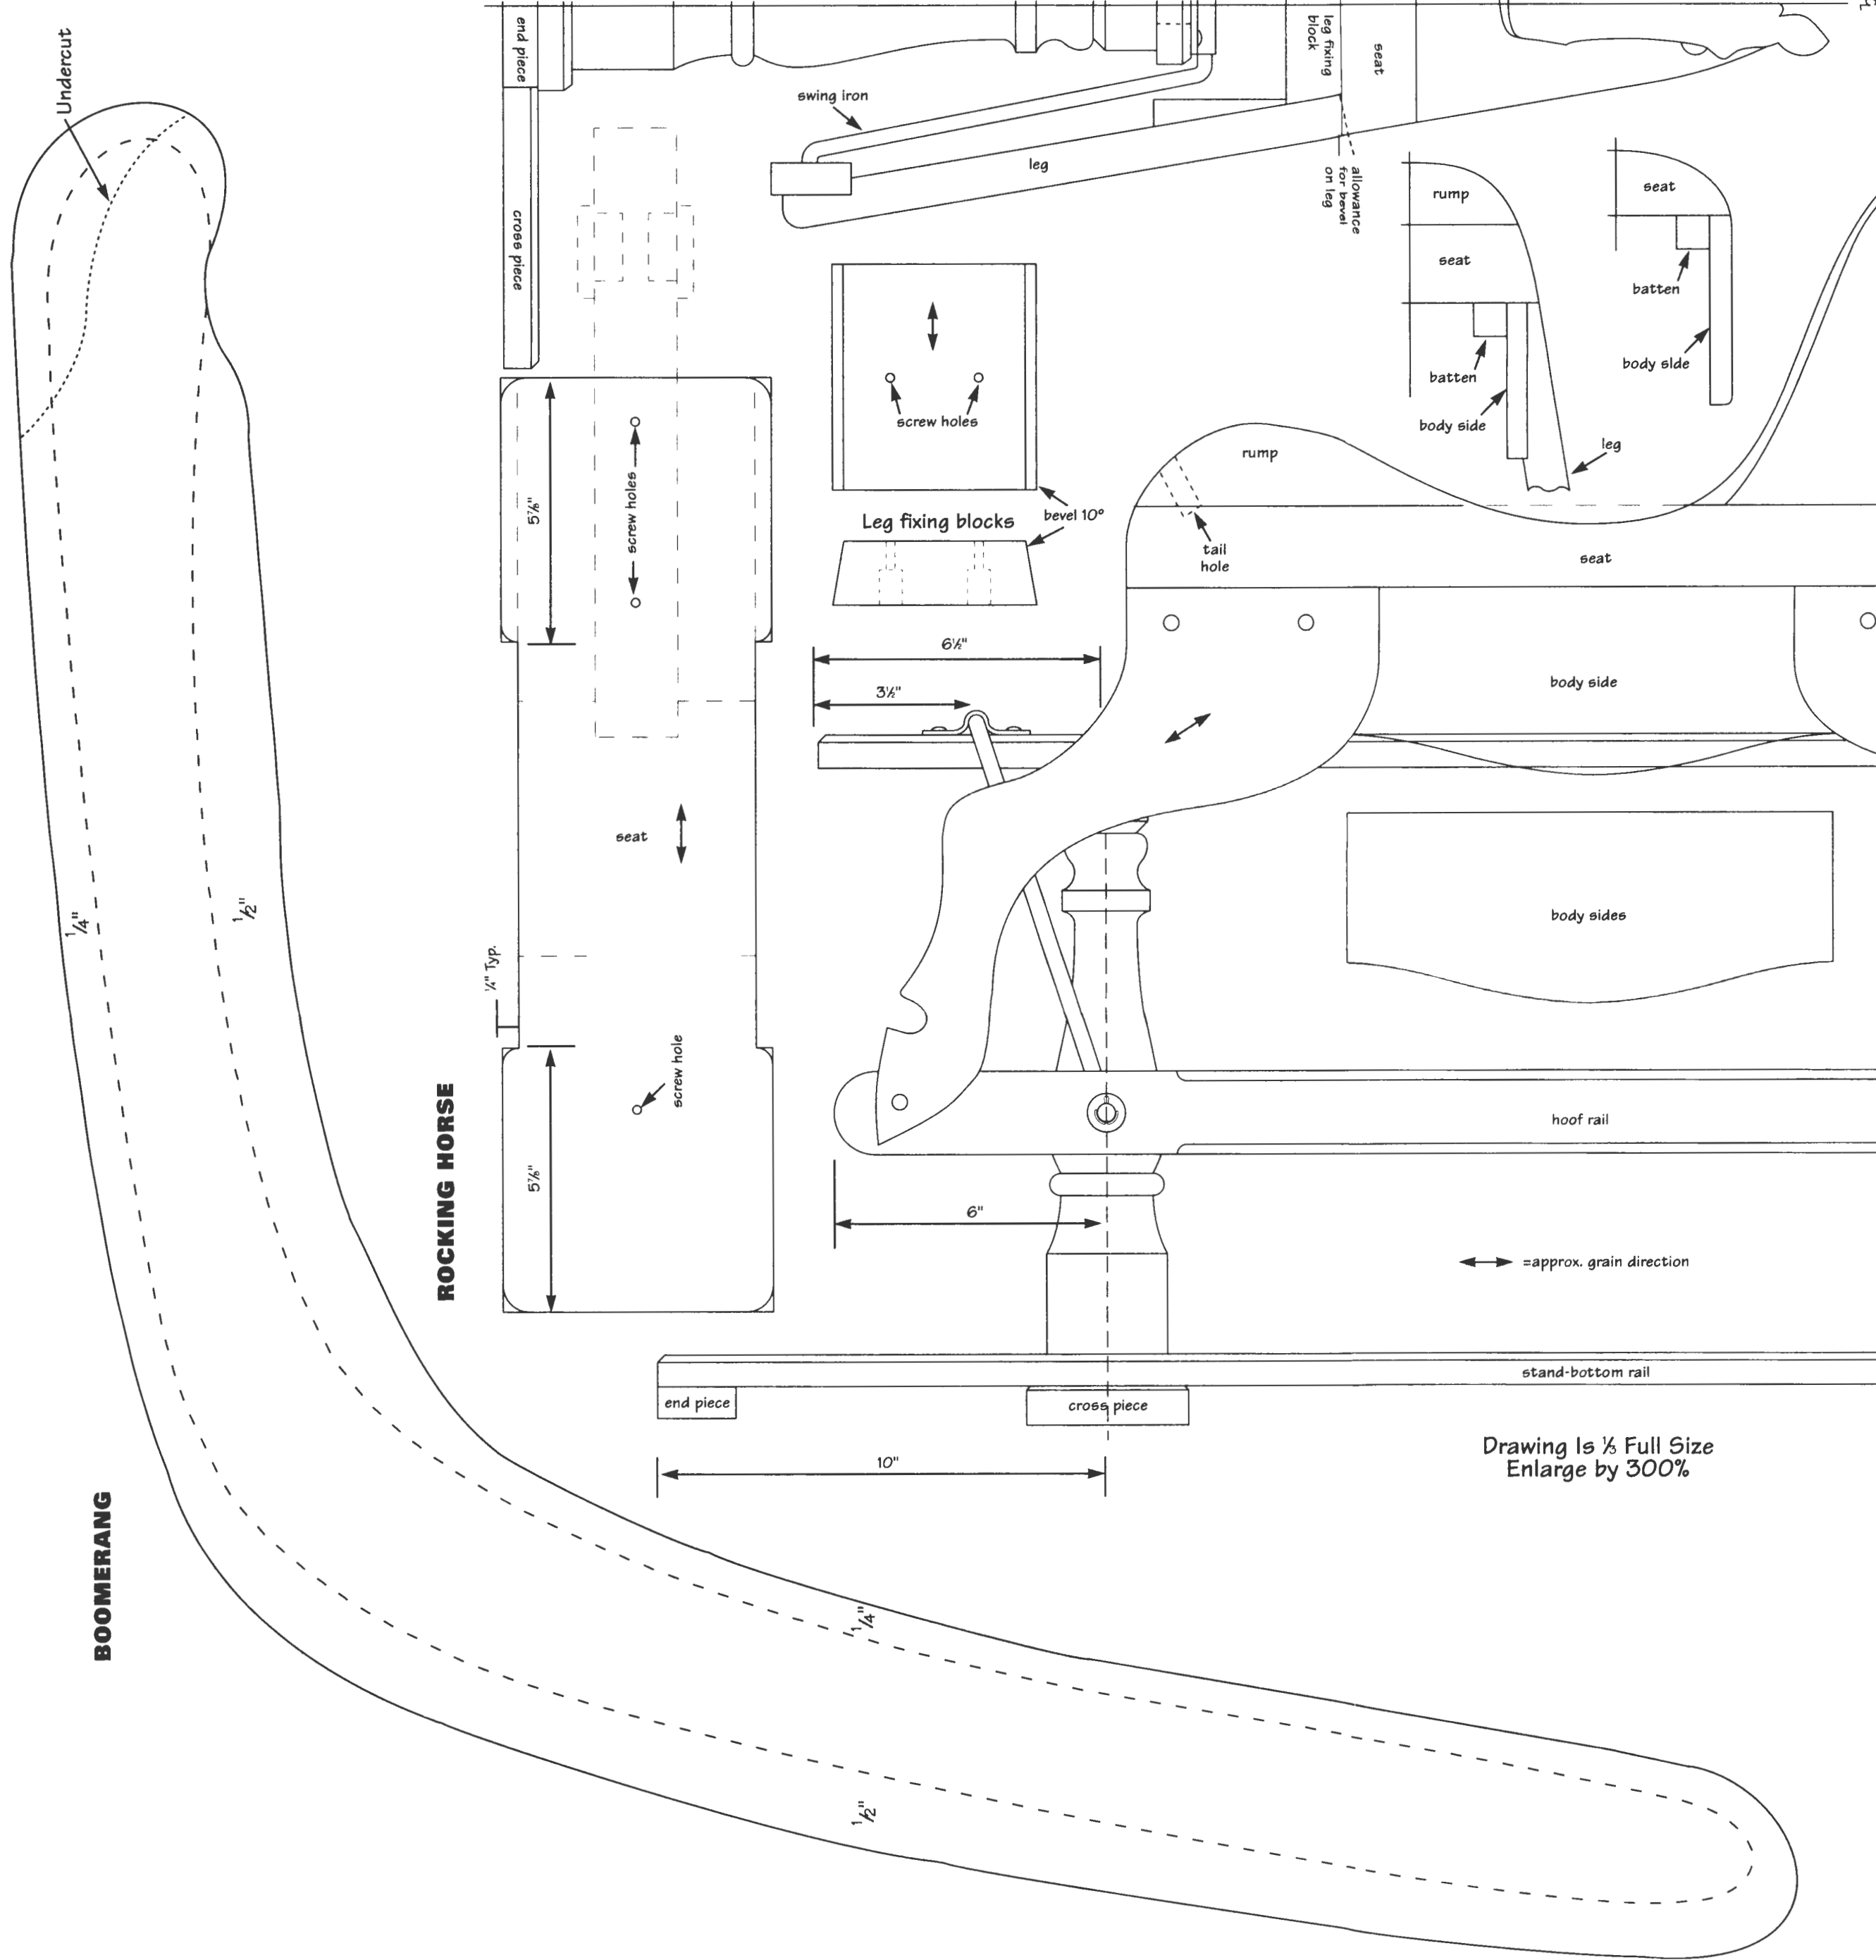 Undercut
end piece
cross piece
swing iron
leg
leg fixing
block
seat
allowance
for bevel
on leg
rump
seat
batten
body side
leg
seat
batten
body side
5⅞"
screw holes
screw holes
bevel 10°
Leg fixing blocks
rump
tail
hole
seat
6½"
3½"
body side
seat
body sides
¼"
½"
¼" Typ.
screw hole
5⅞"
ROCKING HORSE
hoof rail
6"
=approx. grain direction
stand-bottom rail
end piece
cross piece
10"
Drawing Is ⅓ Full Size
Enlarge by 300%
BOOMERANG
¼"
½"